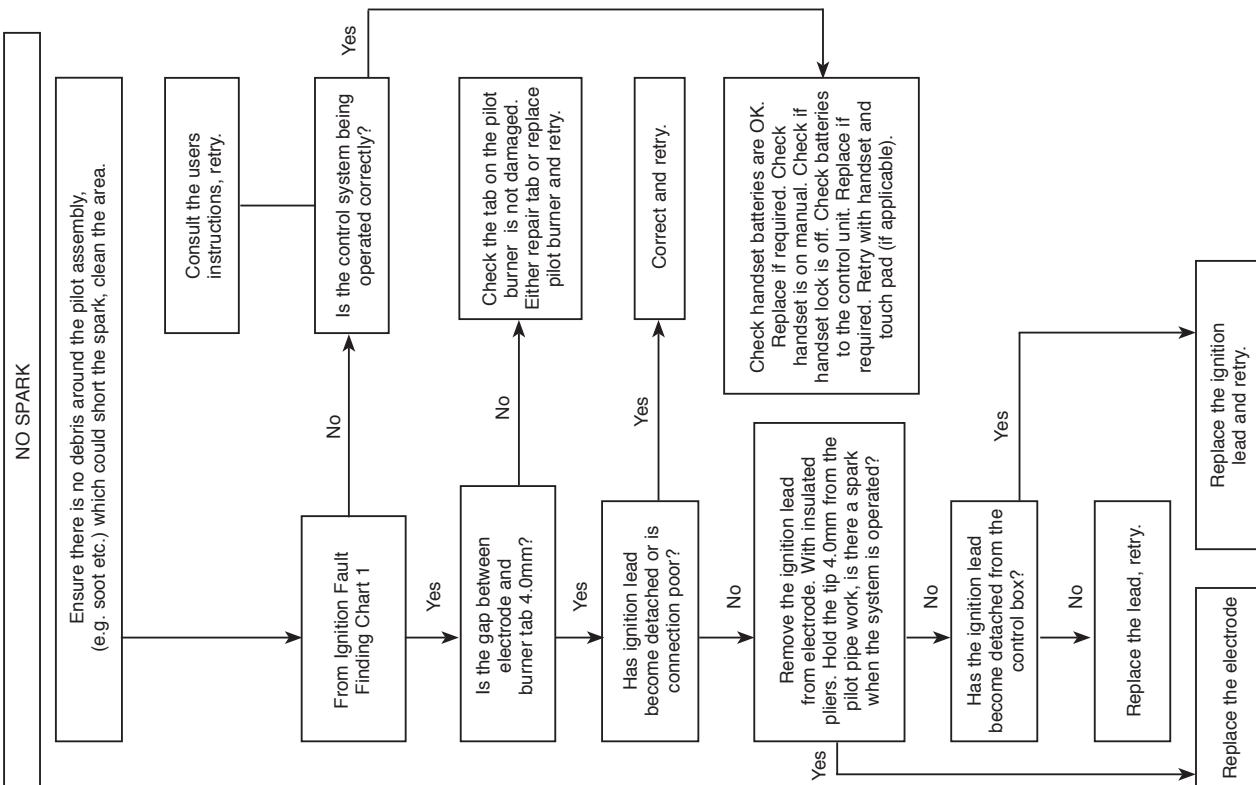 NO SPARK
Ensure there is no debris around the pilot assembly,
(e.g. soot etc.) which could short the spark, clean the area.
Consult the users
instructions, retry.
Is the control system being
operated correctly?
Yes
From Ignition Fault
Finding Chart 1
No
Yes
Is the gap between
electrode and
burner tab 4.0mm?
No
Check the tab on the pilot
burner is not damaged.
Either repair tab or replace
pilot burner and retry.
Yes
Has ignition lead
become detached or is
connection poor?
Yes
Correct and retry.
No
Remove the ignition lead
from electrode. With insulated
pliers. Hold the tip 4.0mm from the
pilot pipe work, is there a spark
when the system is operated?
Check handset batteries are OK.
Replace if required. Check
handset is on manual. Check if
handset lock is off. Check batteries
to the control unit. Replace if
required. Retry with handset and
touch pad (if applicable).
Yes
No
Has the ignition lead
become detached from the
control box?
Yes
No
Replace the lead, retry.
Replace the electrode
Replace the ignition
lead and retry.